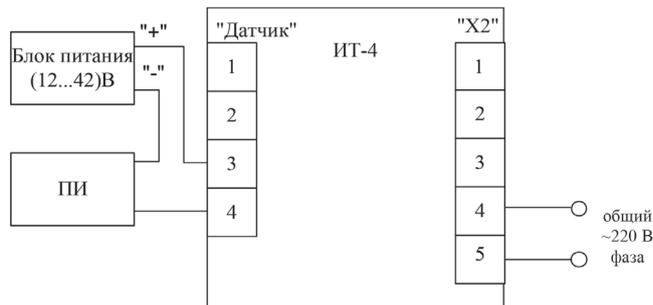 "+"
Блок питания
(12...42)В
"-"
ПИ
"Датчик"
1
2
3
4
ИТ-4
"X2"
1
2
3
4
5
общий
~220 В
фаза